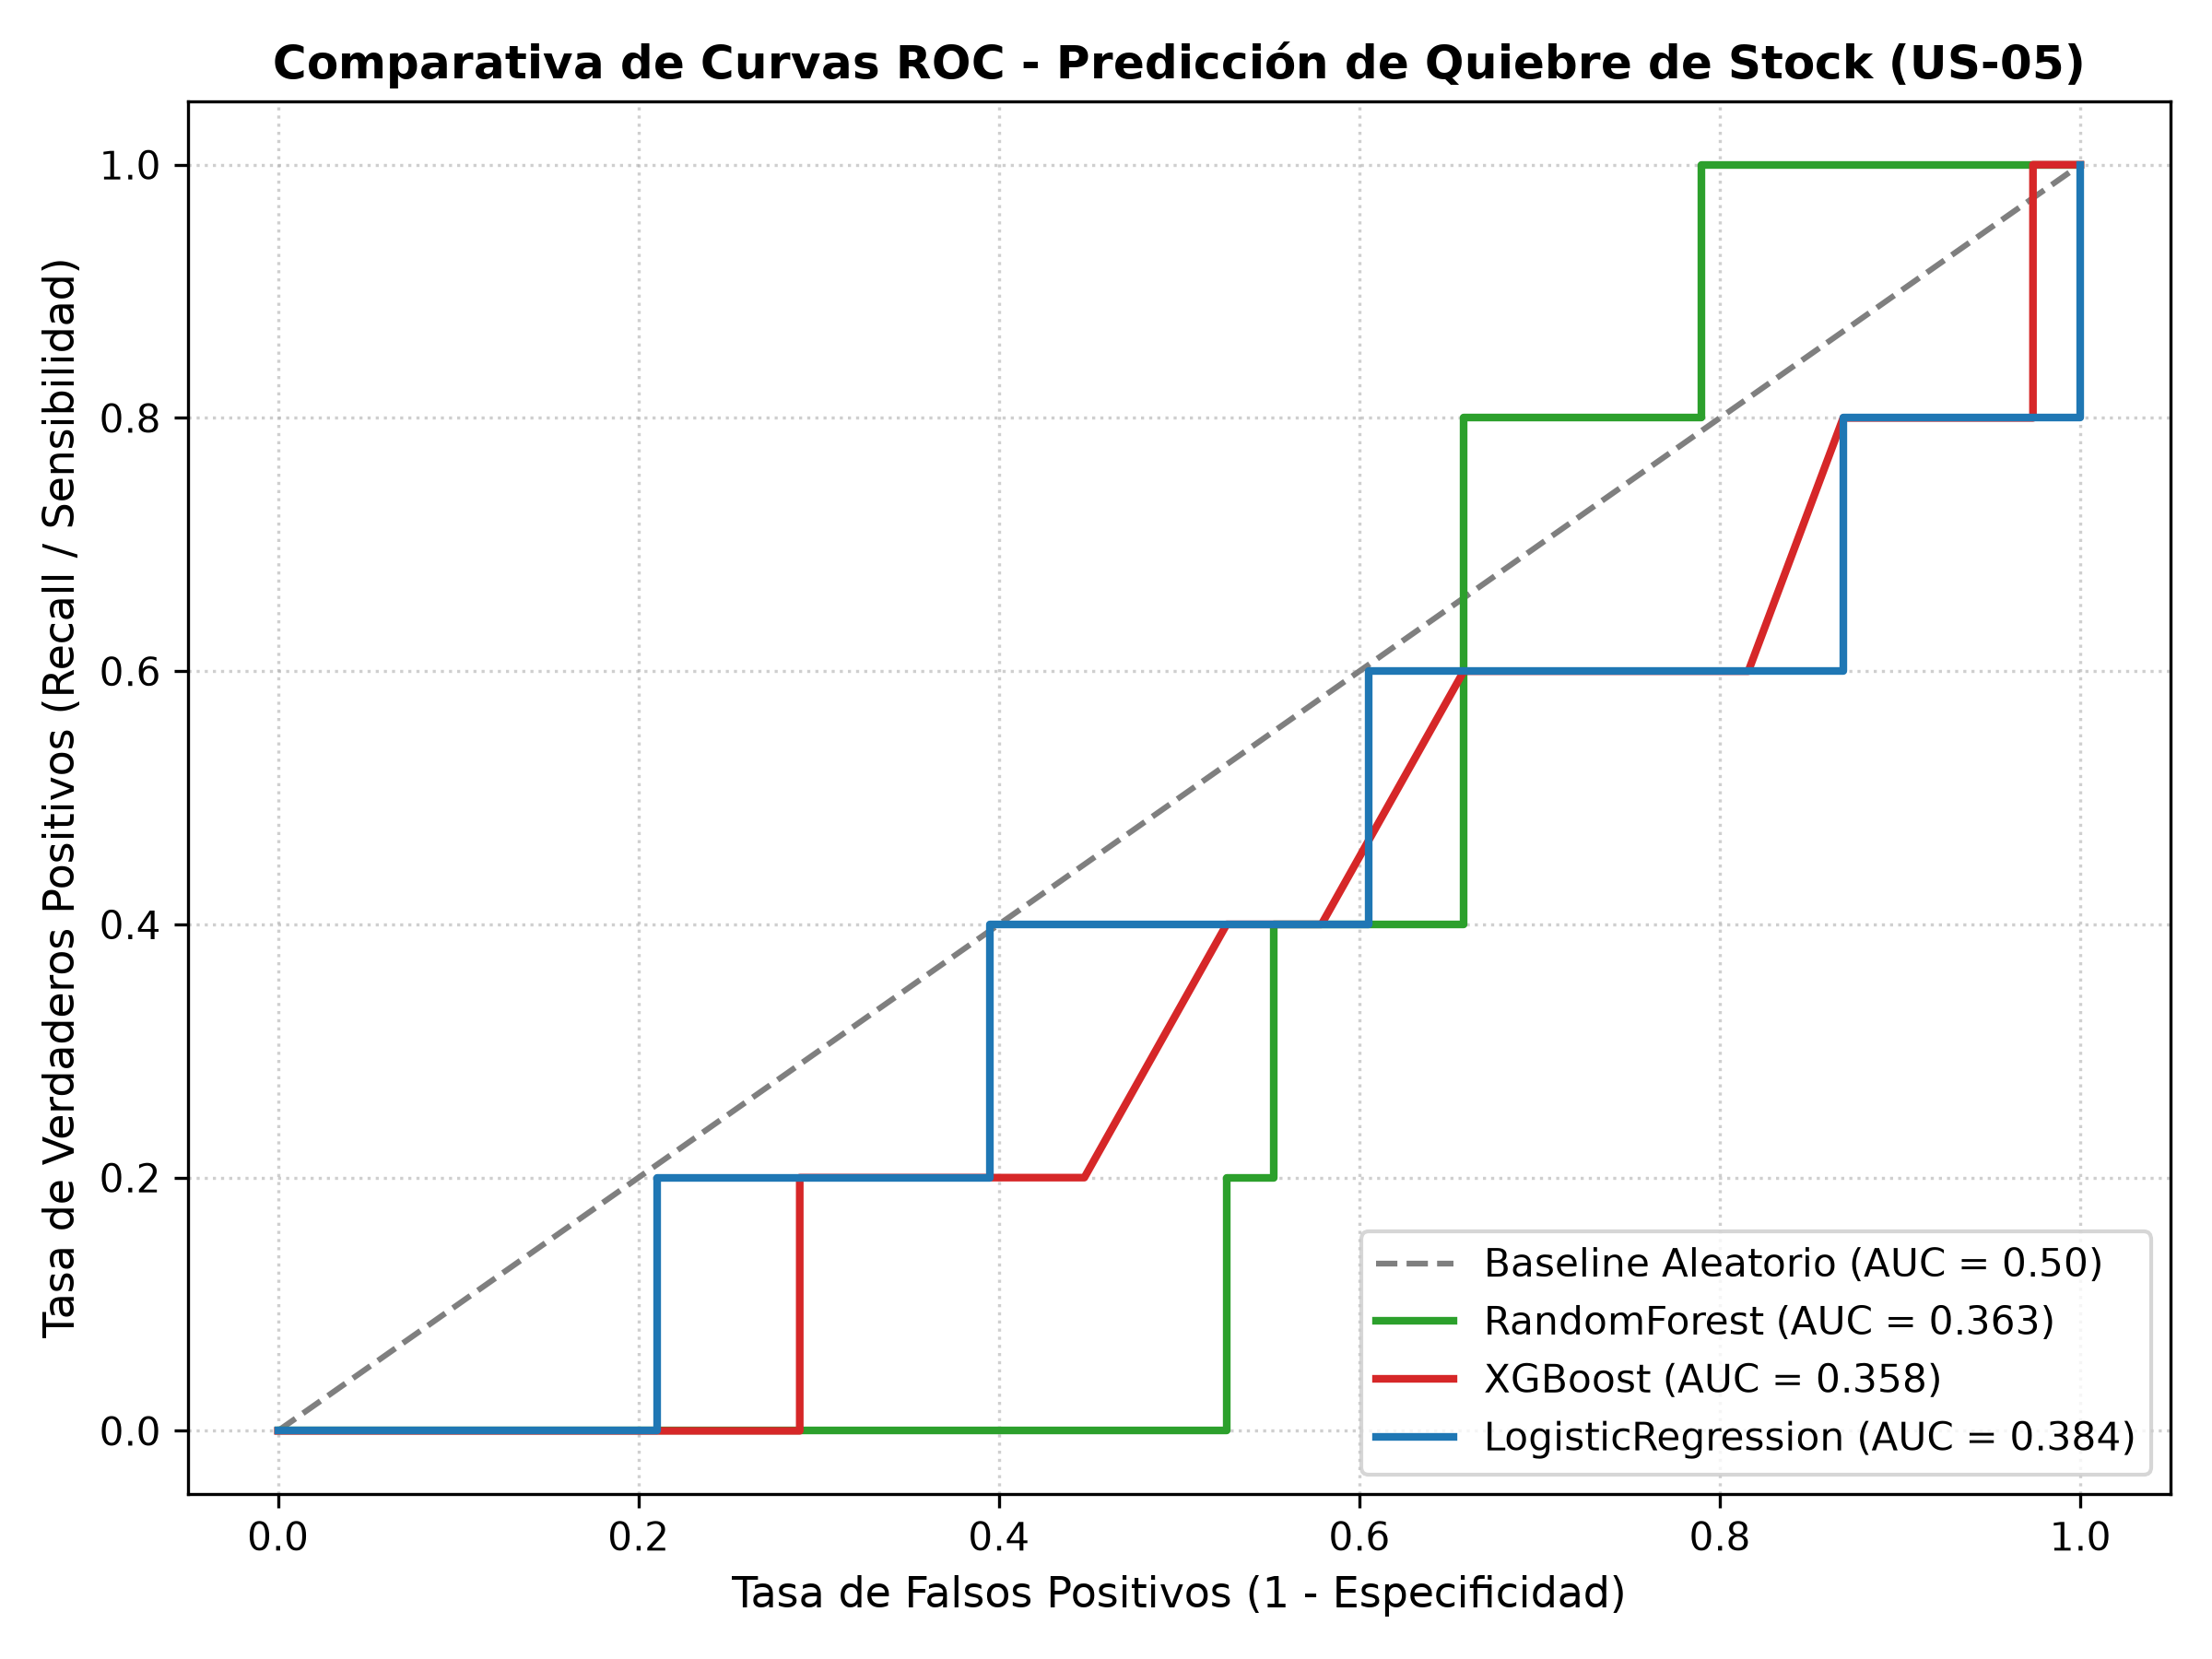 Comparativa de Curvas ROC - Predicción de Quiebre de Stock (US-05)
Tasa de Verdaderos Positivos (Recall / Sensibilidad)
1.0
0.8
0.6
0.4
0.2
0.0
Baseline Aleatorio (AUC = 0.50)
RandomForest (AUC = 0.363)
XGBoost (AUC = 0.358)
LogisticRegression (AUC = 0.384)
0.0 0.2 0.4 0.6 0.8 1.0
Tasa de Falsos Positivos (1 - Especificidad)